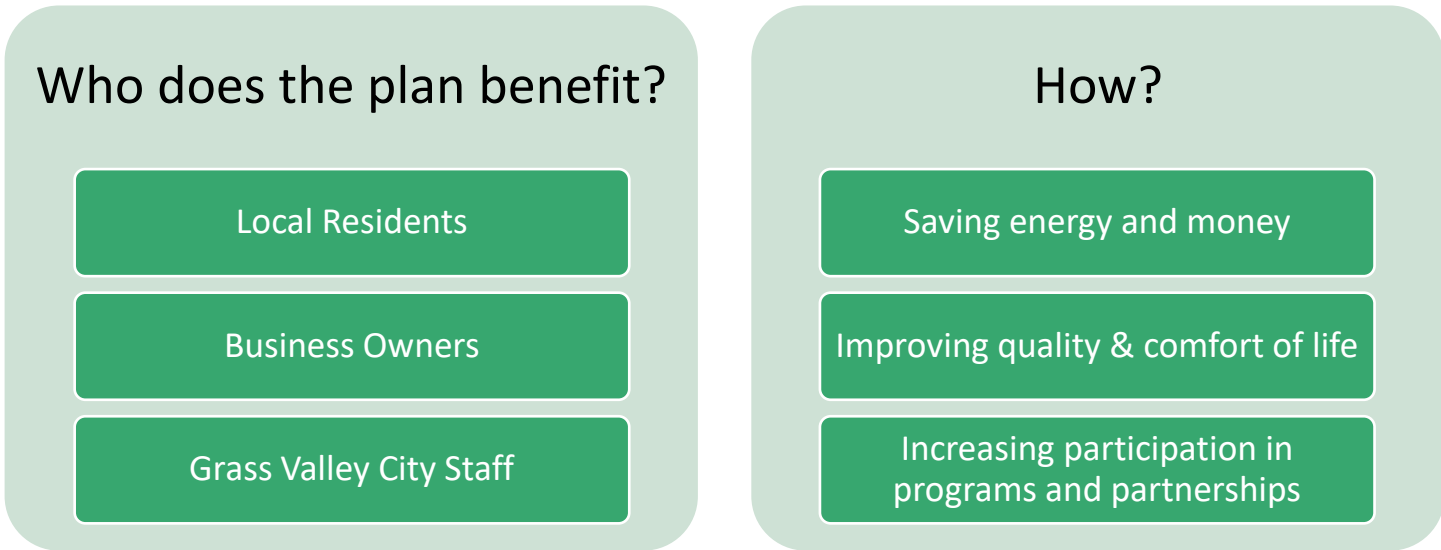 Who does the plan benefit?
Local Residents
Business Owners
Grass Valley City Staff
How?
Saving energy and money
Improving quality & comfort of life
Increasing participation in
programs and partnerships